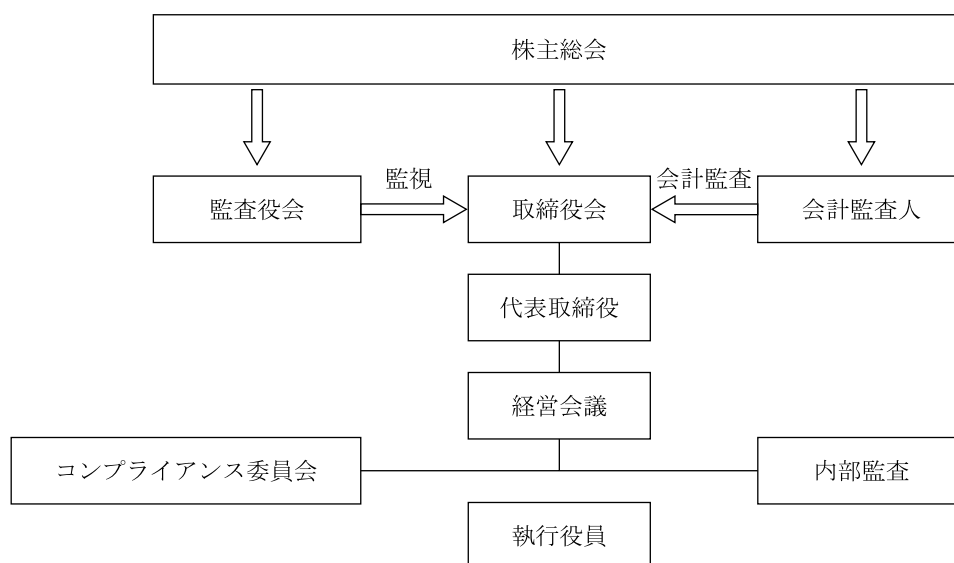 株主総会
監視
会計監査
監査役会
取締役会
会計監査人
代表取締役
経営会議
コンプライアンス委員会
内部監査
執行役員